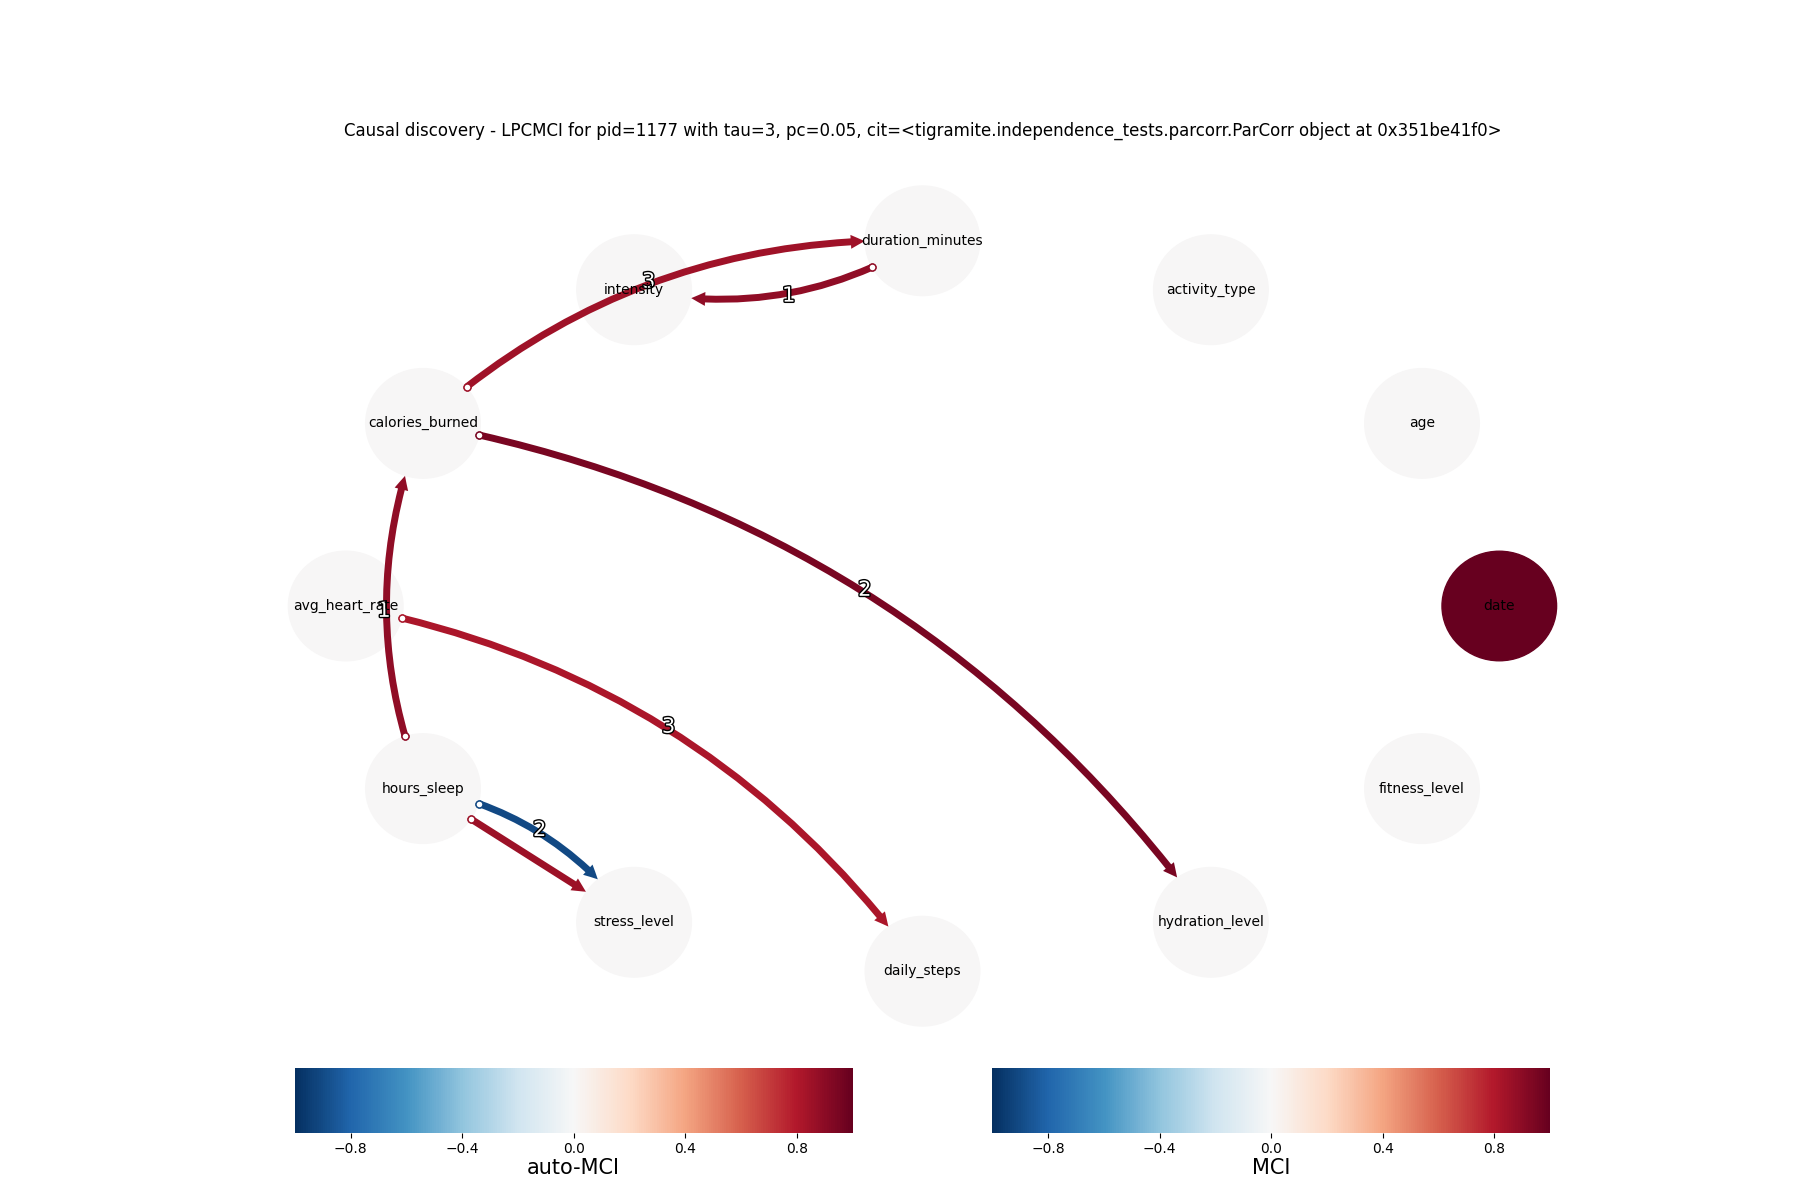 Causal discovery - LPCMCI for pid=1177 with tau=3, pc=0.05, cit=<tigramite.independence_tests.parcorr.ParCorr object at 0x351be41f0>
duration_minutes
3
intensity
1
activity_type
calories_burned
age
2
avg_heart_rate
1
date
3
hours_sleep
fitness_level
2
stress_level
hydration_level
daily_steps
−0.8 −0.4 0.0 0.4 0.8
auto-MCI
−0.8 −0.4 0.0 0.4 0.8
MCI